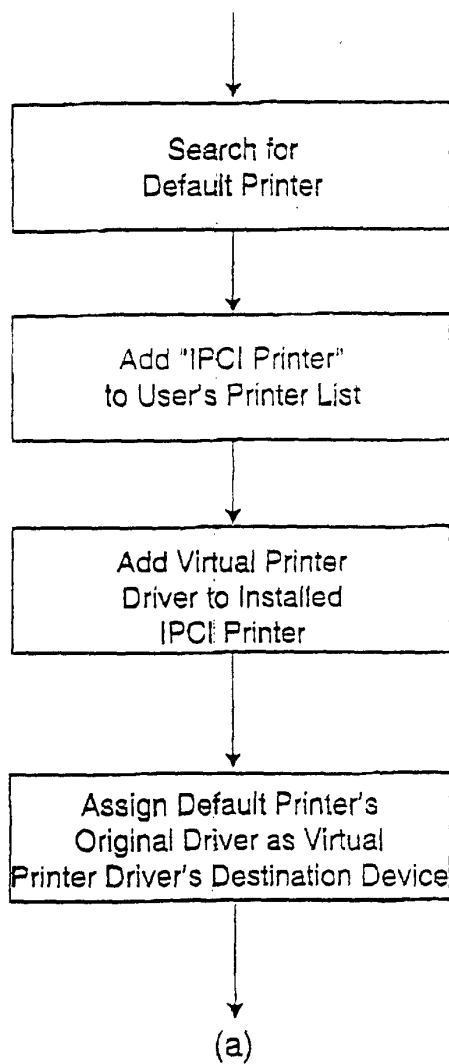 Search for
Default Printer
Add "IPCI Printer"
to User's Printer List
Add Virtual Printer
Driver to Installed
IPCI Printer
Assign Default Printer's
Original Driver as Virtual
Printer Driver's Destination Device
(a)